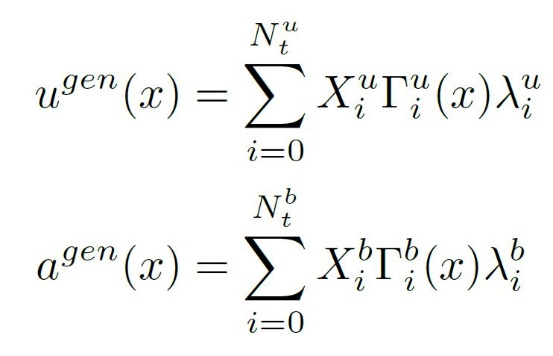 u^{gen}(x) = \sum_{i=0}^{N_t^u} X_i^u \Gamma_i^u(x) \lambda_i^u
a^{gen}(x) = \sum_{i=0}^{N_t^b} X_i^b \Gamma_i^b(x) \lambda_i^b